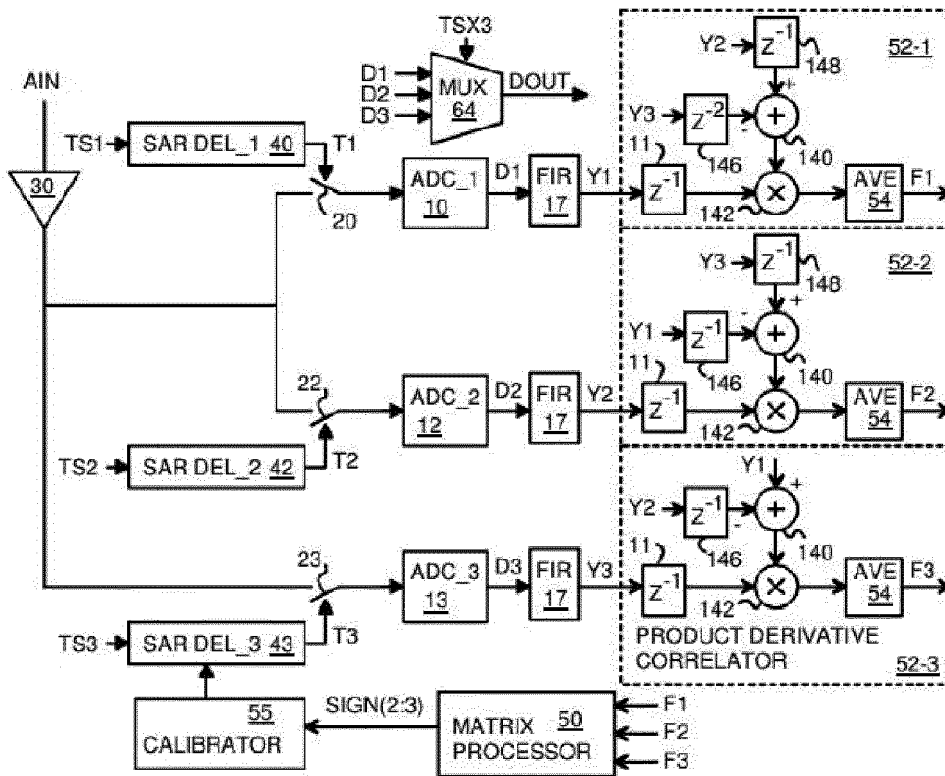 TSX3
Y2
Z-1
52-1
148
AIN
D1
D2
D3
MUX
64
DOUT
+
Y3
Z-2
-
+
146
140
TS1
SAR DEL_1 40
T1
30
20
ADC_1
10
D1
FIR
17
Y1
11
Z-1
142
X
AVE
54
F1
Y3
Z-1
52-2
148
+
Y1
Z-1
-
+
146
140
22
ADC_2
12
D2
FIR
17
Y2
11
Z-1
142
X
AVE
54
F2
TS2
SAR DEL_2 42
T2
Y1
+
Y2
Z-1
-
+
146
140
23
ADC_3
13
D3
FIR
17
Y3
11
Z-1
142
X
AVE
54
F3
TS3
SAR DEL_3 43
T3
PRODUCT DERIVATIVE
CORRELATOR
52-3
55
CALIBRATOR
SIGN(2:3)
MATRIX 50
PROCESSOR
F1
F2
F3